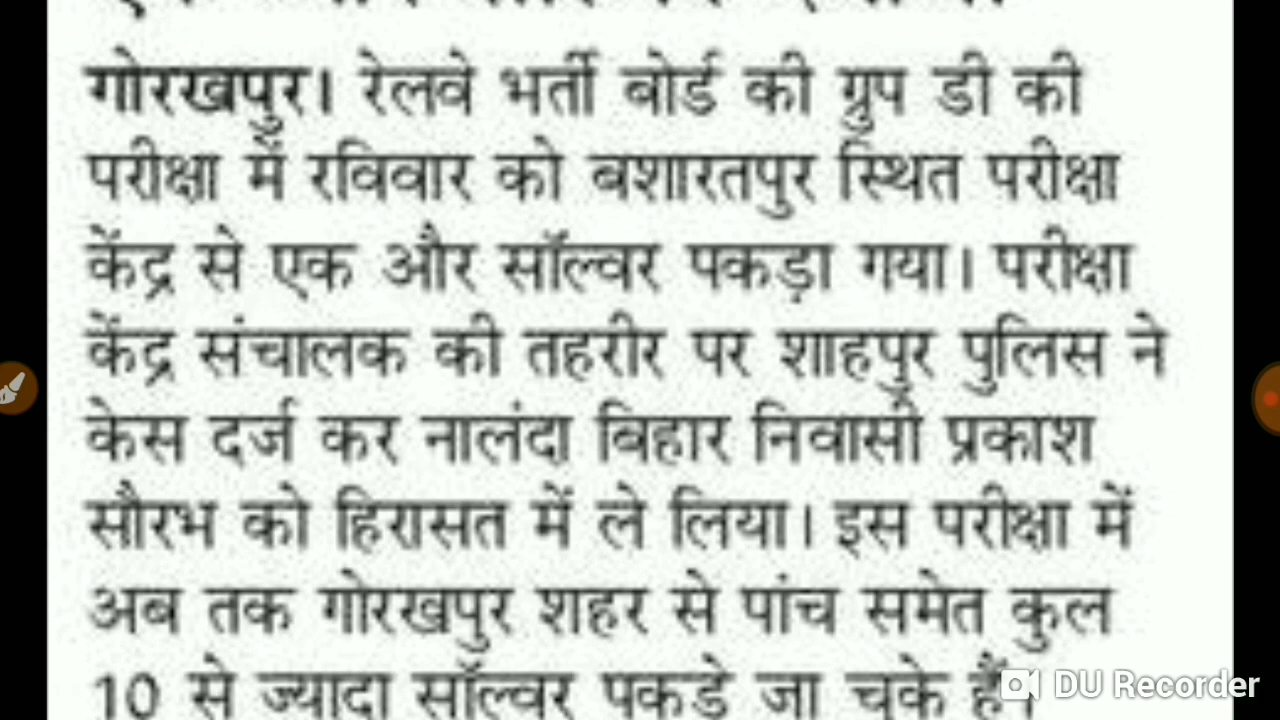 गोरखपुर। रेलवे भर्ती बोर्ड की ग्रुप डी की
परीक्षा में रविवार को बशारतपुर स्थित परीक्षा
केंद्र से एक और सॉल्वर पकड़ा गया। परीक्षा
केंद्र संचालक की तहरीर पर शाहपुर पुलिस ने
केस दर्ज कर नालंदा बिहार निवासी प्रकाश
सौरभ को हिरासत में ले लिया। इस परीक्षा में
अब तक गोरखपुर शहर से पांच समेत कुल
10 से ज्यादा सॉल्वर पकड़े जा चुके हैं।
DU Recorder